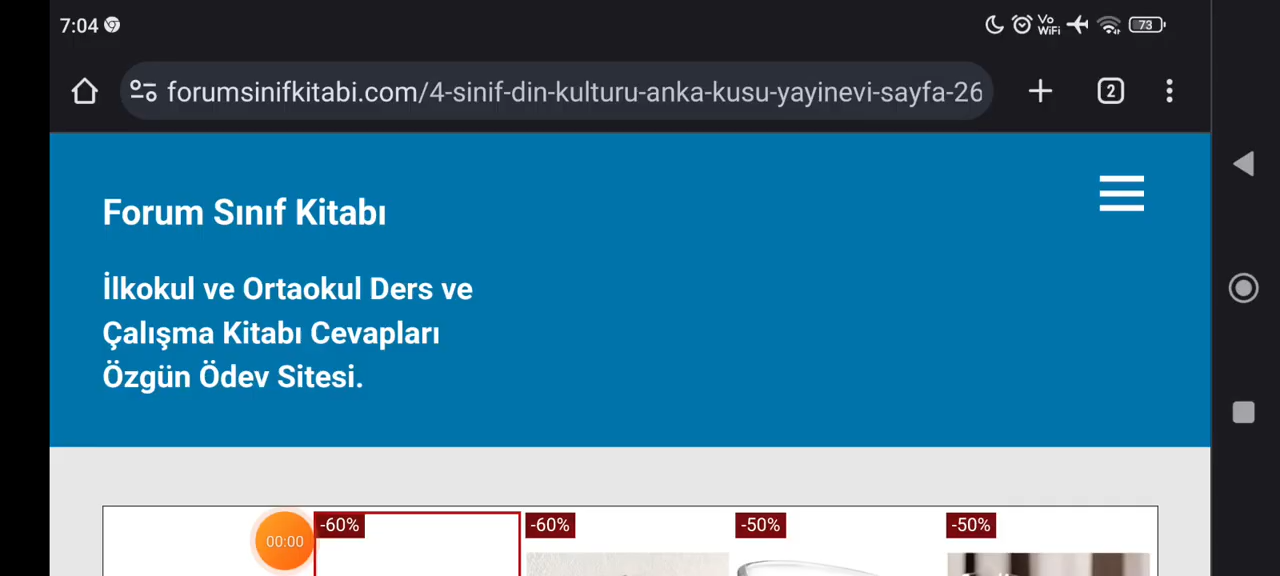 7:04
Vo
WiFi
73
forumsinifkitabi.com/4-sinif-din-kulturu-anka-kusu-yayinevi-sayfa-26
2
Forum Sınıf Kitabı
İlkokul ve Ortaokul Ders ve
Çalışma Kitabı Cevapları
Özgün Ödev Sitesi.
00:00
-60%
-60%
-50%
-50%